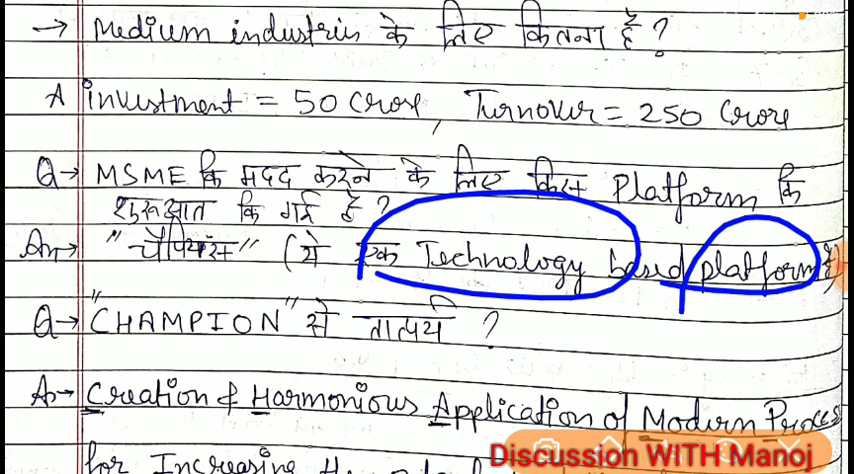 → Medium industris के लिए कितना है ?
A investment = 50 crore, Turnover = 250 Crore
Q→ MSME कि मदद करने के लिए किस Platform कि
शुरूआत कि गई है ?
An→ "चैंपियंस" (ये एक Technology based platform है)
Q→ "CHAMPION" से तात्पर्य ?
A→ Creation & Harmonious Application of Modern Process
for Increasing
Discussion WITH Manoj